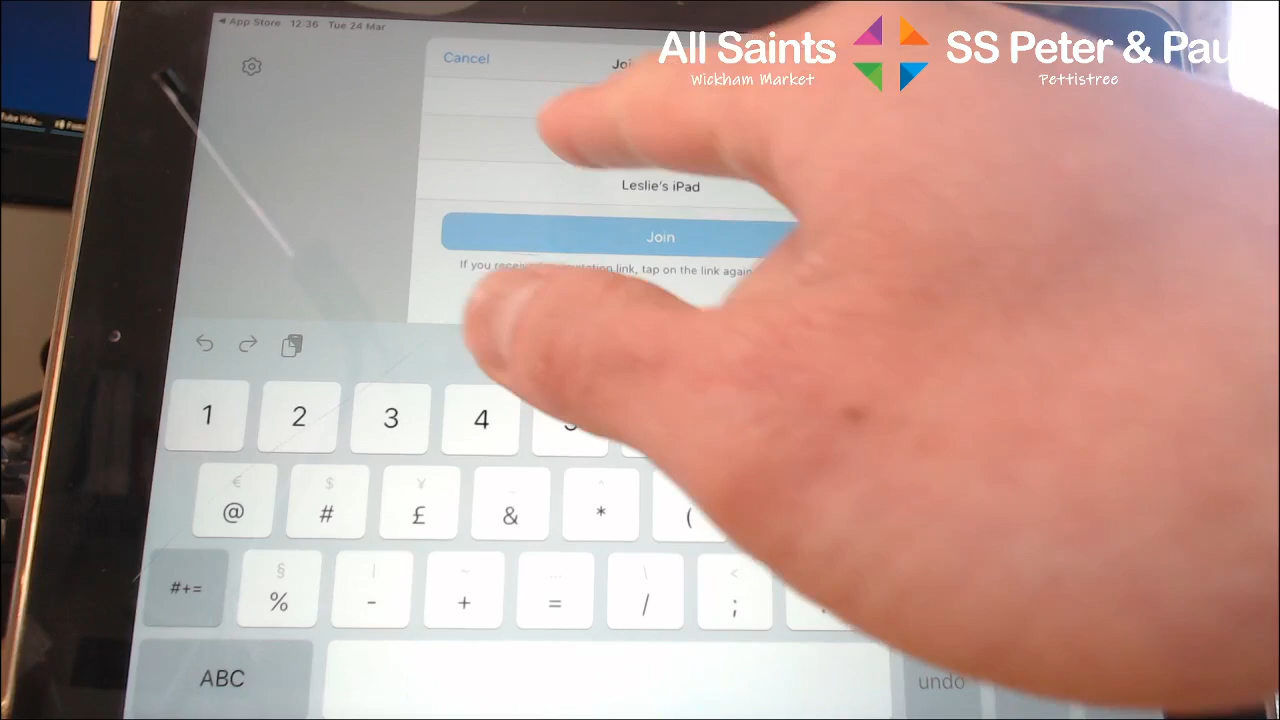 ◀ App Store 12:36 Tue 24 Mar
All Saints SS Peter & Pau
Wickham Market Pettistree
Cancel
Leslie's iPad
Join
If you link, tap on the link again
1 2 3 4
€ $ ¥ _ ^
@ # £ & * (
§ | ~ … \ <
#+= % - + = / ;
ABC undo